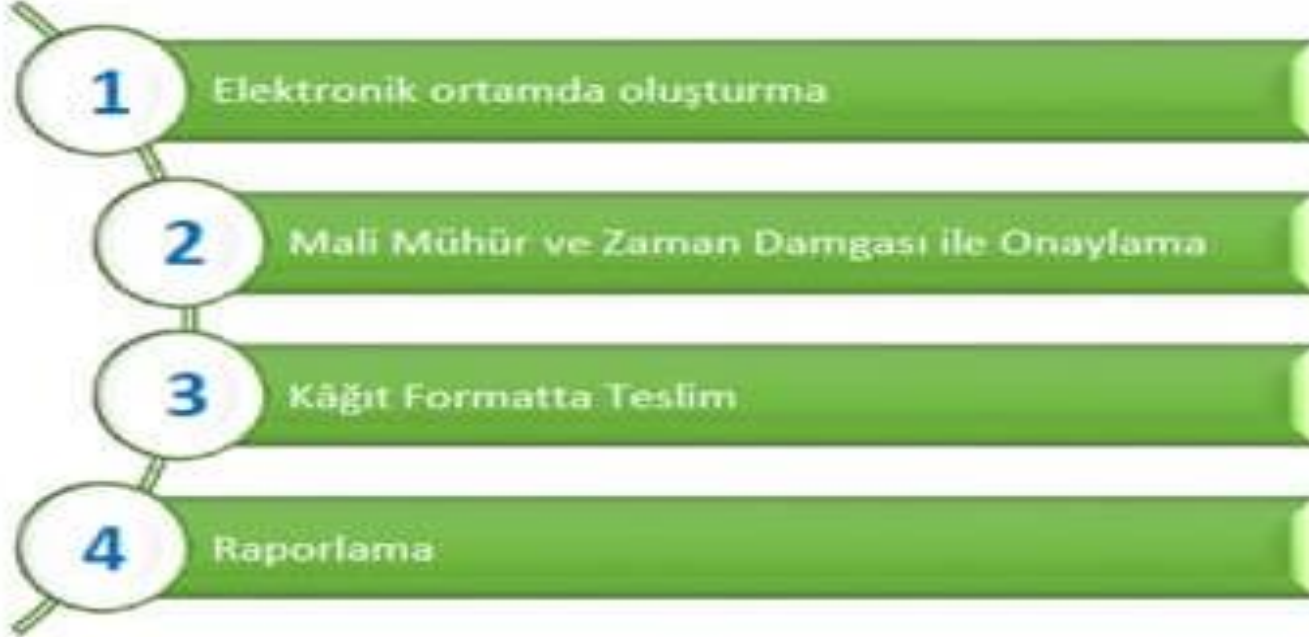 1 Elektronik ortamda oluşturma
2 Mali Mühür ve Zaman Damgası ile Onaylama
3 Kâğıt Formatta Teslim
4 Raporlama